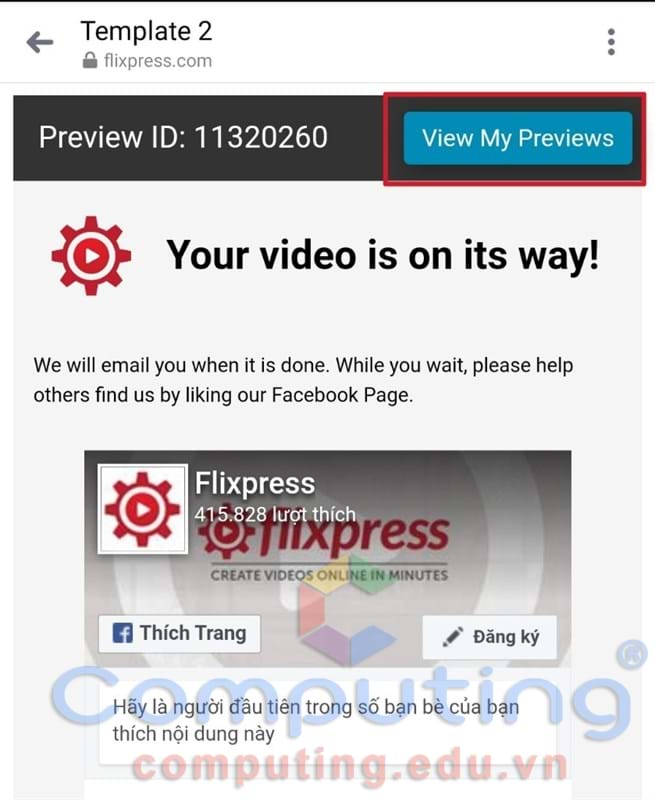 Template 2
flixpress.com
Preview ID: 11320260
View My Previews
Your video is on its way!
We will email you when it is done. While you wait, please help
others find us by liking our Facebook Page.
Flixpress
415.828 lượt thích
flixpress
CREATE VIDEOS ONLINE IN MINUTES
Thích Trang
Đăng ký
Computing®
Hãy là người đầu tiên trong số bạn bè của bạn
thích nội dung này
computing.edu.vn